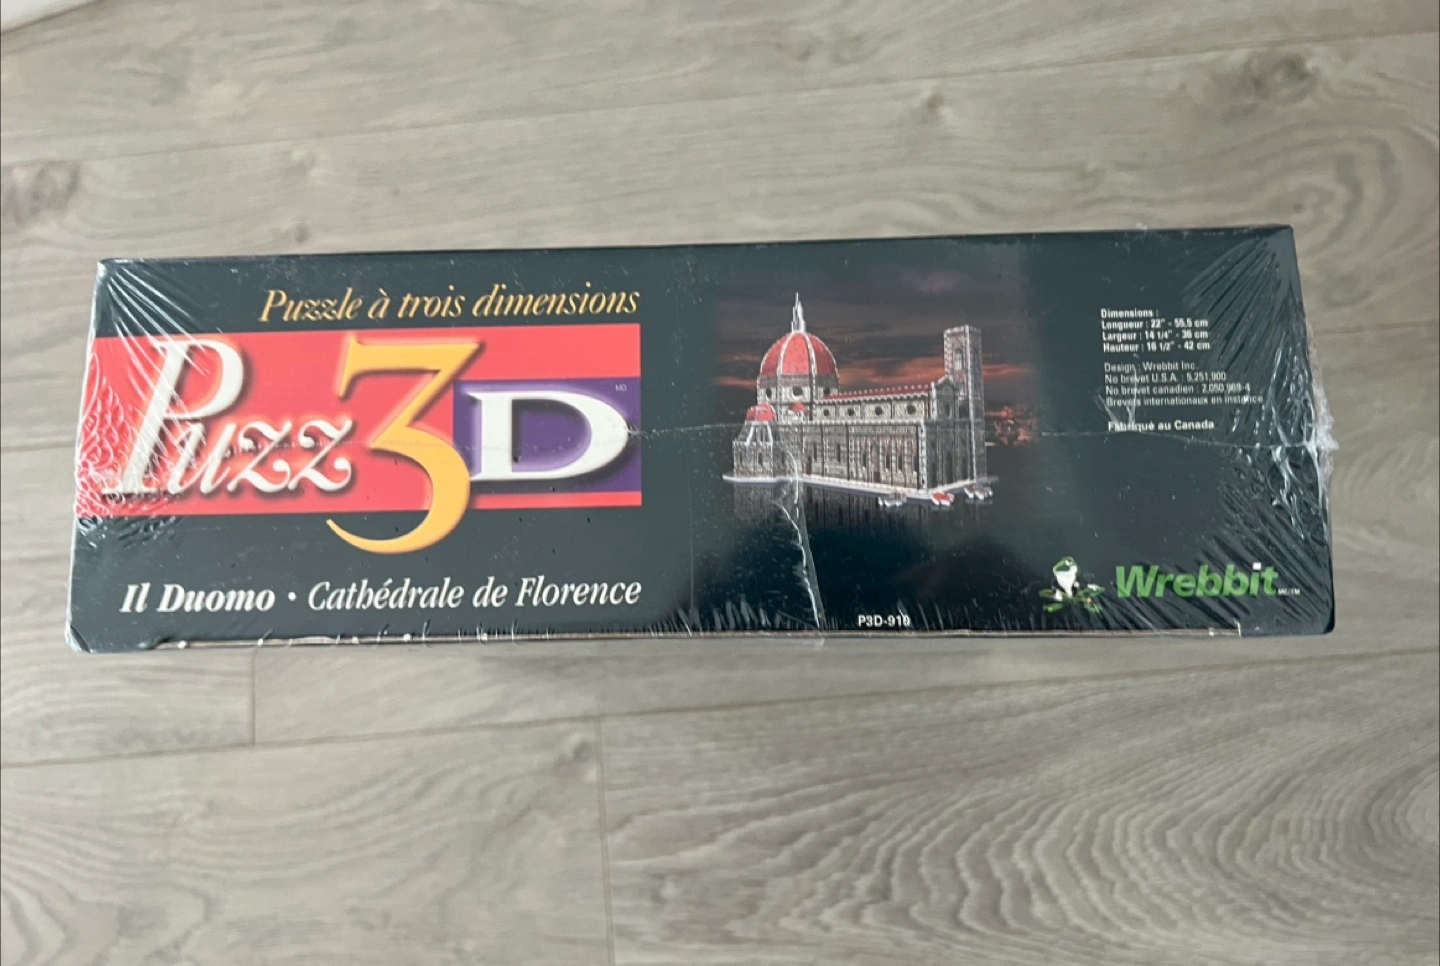 Puzzle à trois dimensions
Puzz3D
MD
Il Duomo • Cathédrale de Florence
Dimensions :
Longueur : 22" - 55,5 cm
Largeur : 14 1/4" - 36 cm
Hauteur : 16 1/2" - 42 cm
Design : Wrebbit Inc.
No brevet U.S.A. : 5,251,900
No brevet canadien : 2,050,969-4
Brevets internationaux en instance
Fabriqué au Canada
Wrebbit
P3D-910